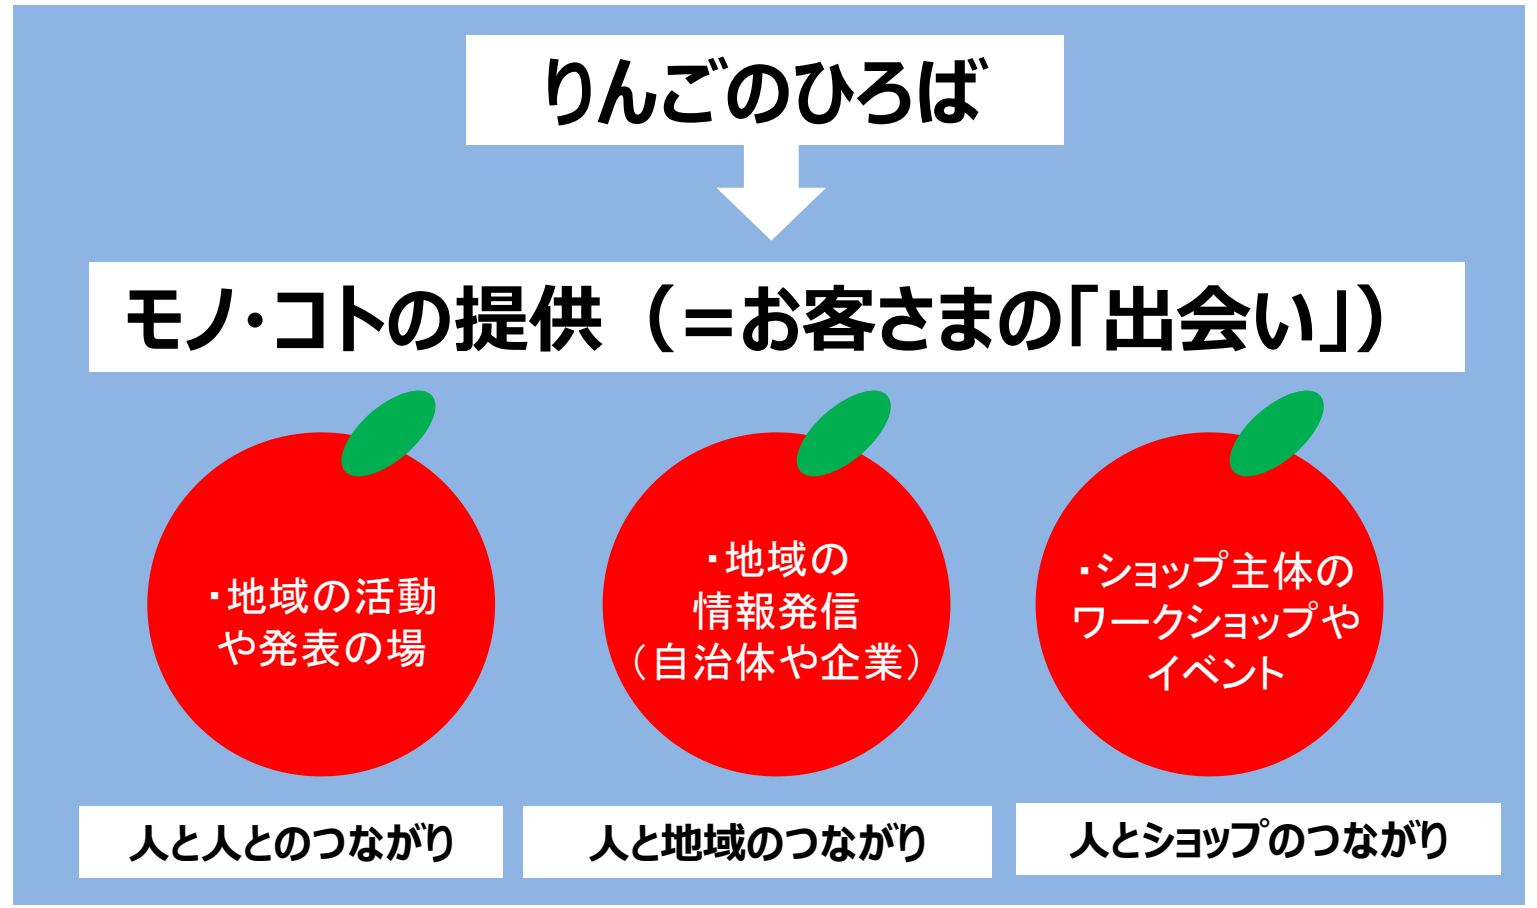 りんごのひろば
モノ・コトの提供（=お客さまの「出会い」）
・地域の活動
や発表の場
・地域の
情報発信
（自治体や企業）
・ショップ主体の
ワークショップや
イベント
人と人とのつながり
人と地域のつながり
人とショップのつながり